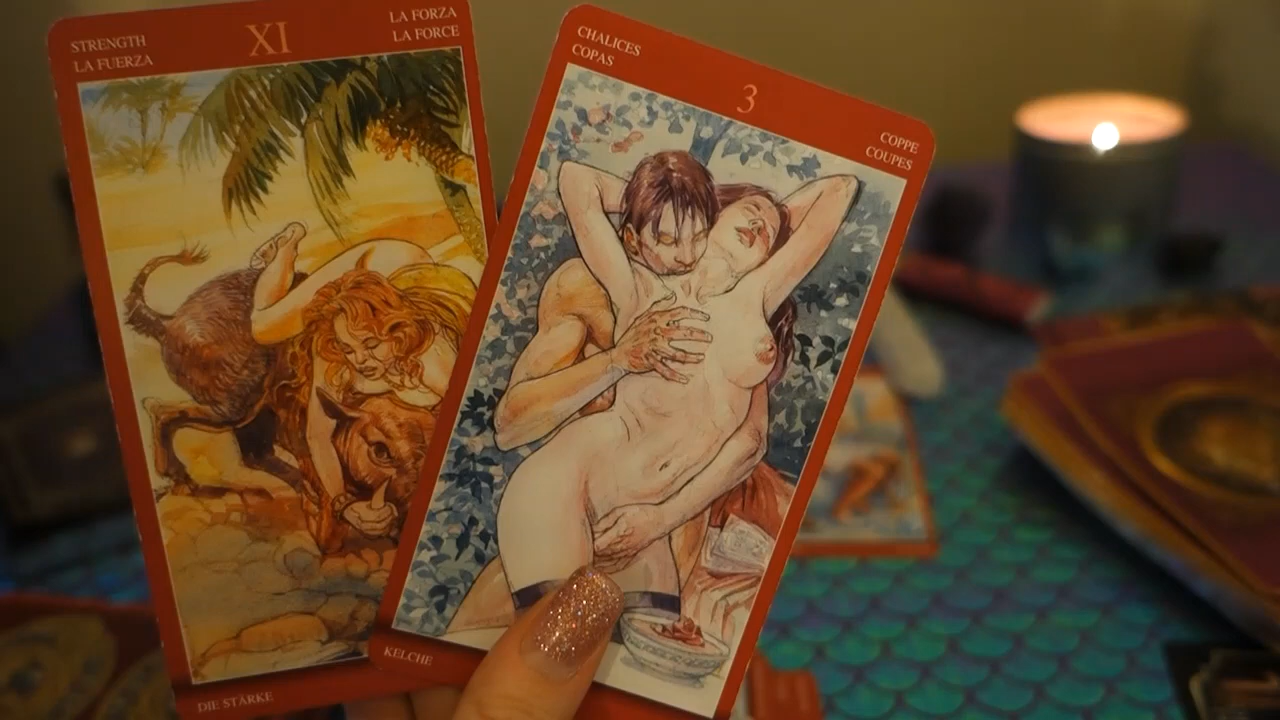 STRENGTH
LA FUERZA
XI
LA FORZA
LA FORCE
DIE STÄRKE
CHALICES
COPAS
3
COPPE
COUPES
KELCHE